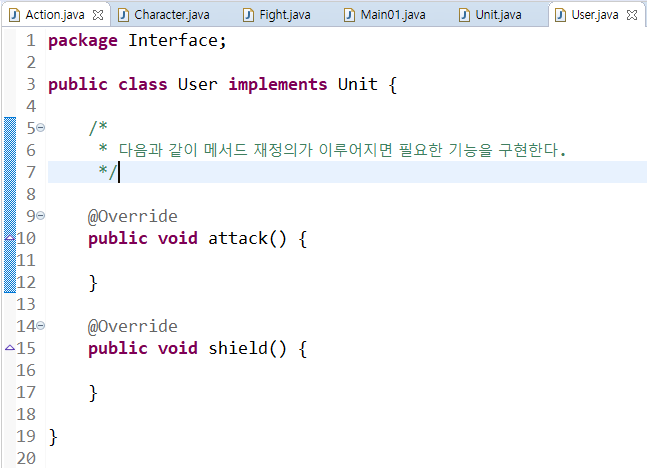 Action.java Character.java Fight.java Main01.java Unit.java User.java
1 package Interface;
2
3 public class User implements Unit {
4
5 /*
6 * 다음과 같이 메서드 재정의가 이루어지면 필요한 기능을 구현한다.
7 */
8
9 @Override
10 public void attack() {
11
12 }
13
14 @Override
15 public void shield() {
16
17 }
18
19 }
20